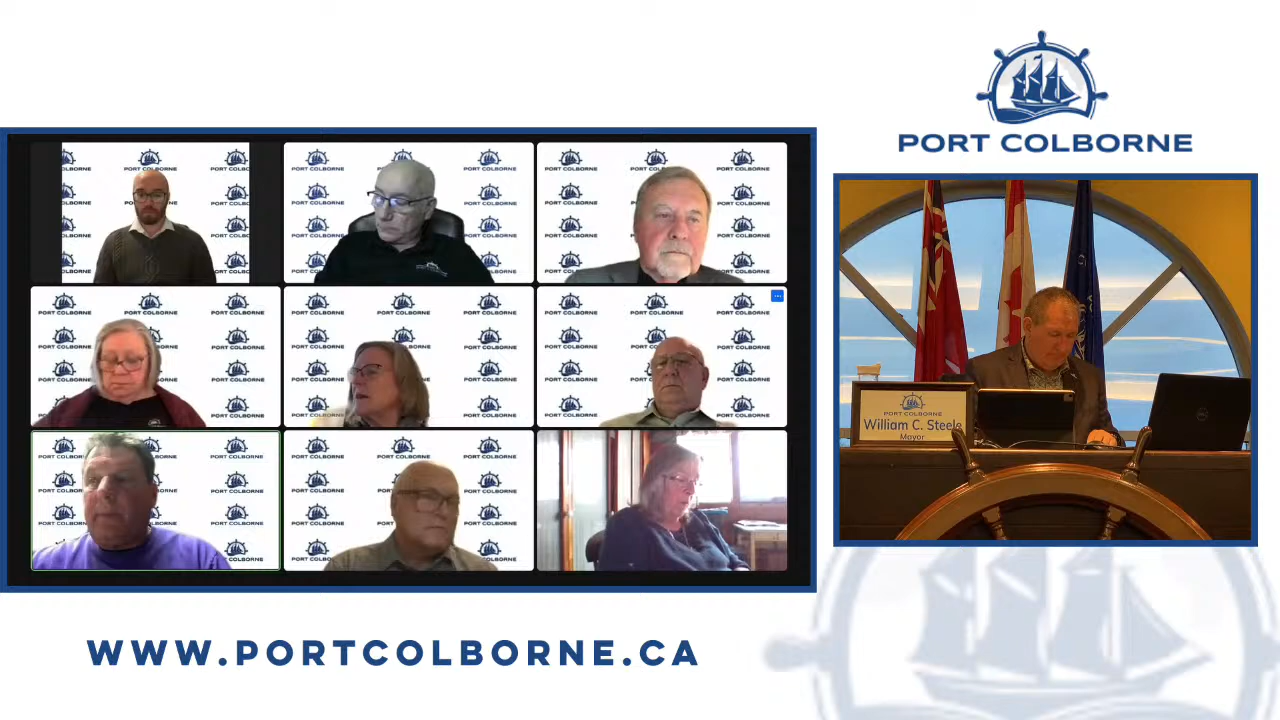 PORT COLBORNE
PORT COLBORNE
William C. Steele
Mayor
WWW.PORTCOLBORNE.CA